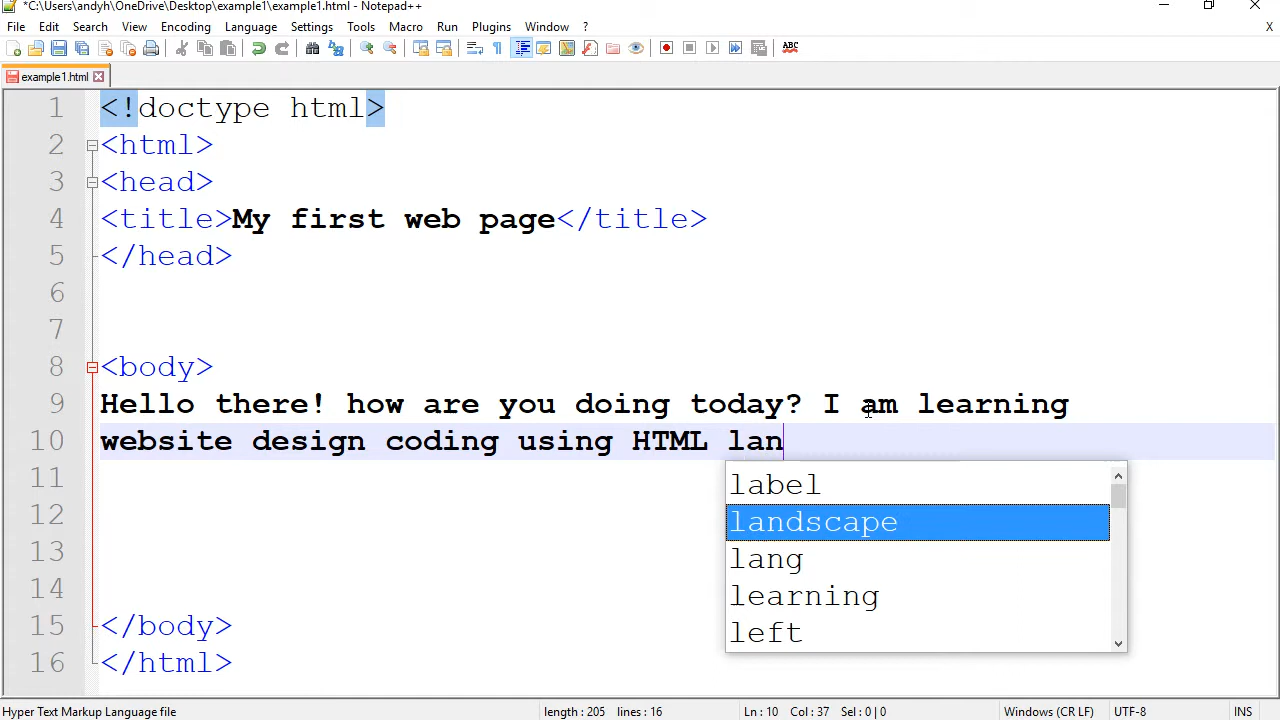 *C:\Users\andyh\OneDrive\Desktop\example1\example1.html - Notepad++
File Edit Search View Encoding Language Settings Tools Macro Run Plugins Window ? X
ABC
example1.html
1 <!doctype html>
2 <html>
3 <head>
4 <title>My first web page</title>
5 </head>
6
7
8 <body>
9 Hello there! how are you doing today? I am learning
10 website design coding using HTML lan
11
12
13
14
15 </body>
16 </html>
label
landscape
lang
learning
left
Hyper Text Markup Language file length : 205 lines : 16 Ln : 10 Col : 37 Sel : 0 | 0 Windows (CR LF) UTF-8 INS